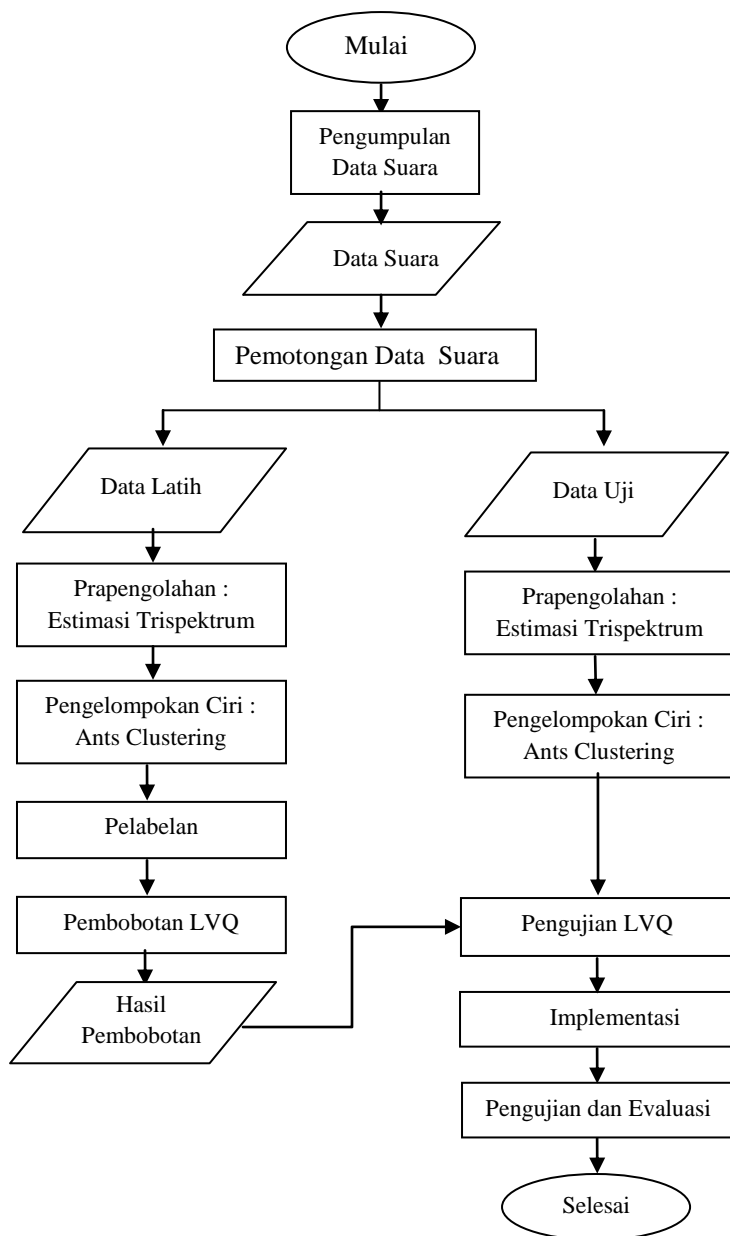 Mulai
Pengumpulan
Data Suara
Data Suara
Pemotongan Data  Suara
Data Latih
Prapengolahan :
Estimasi Trispektrum
Pengelompokan Ciri :
Ants Clustering
Pelabelan
Pembobotan LVQ
Hasil
Pembobotan
Data Uji
Prapengolahan :
Estimasi Trispektrum
Pengelompokan Ciri :
Ants Clustering
Pengujian LVQ
Implementasi
Pengujian dan Evaluasi
Selesai